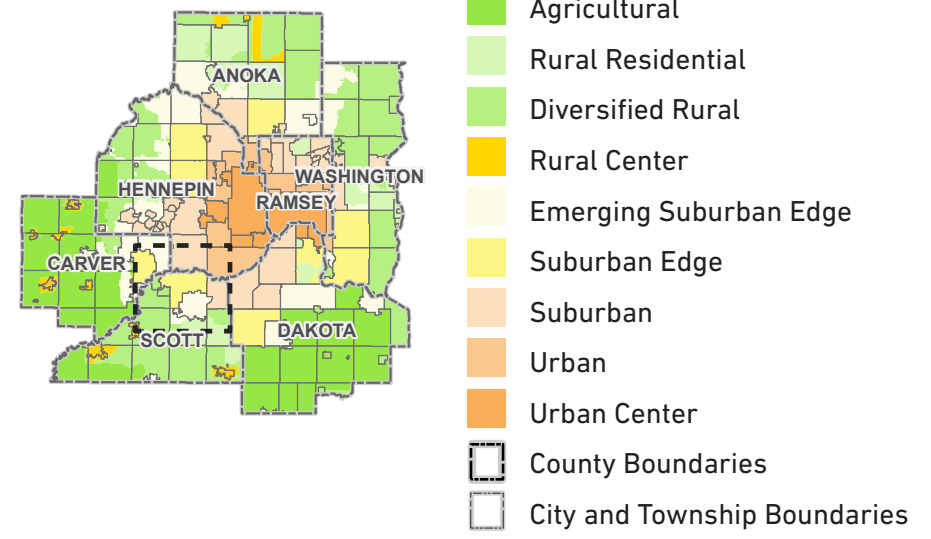 ANOKA
HENNEPIN
WASHINGTON
RAMSEY
CARVER
SCOTT
DAKOTA
Agricultural
Rural Residential
Diversified Rural
Rural Center
Emerging Suburban Edge
Suburban Edge
Suburban
Urban
Urban Center
County Boundaries
City and Township Boundaries